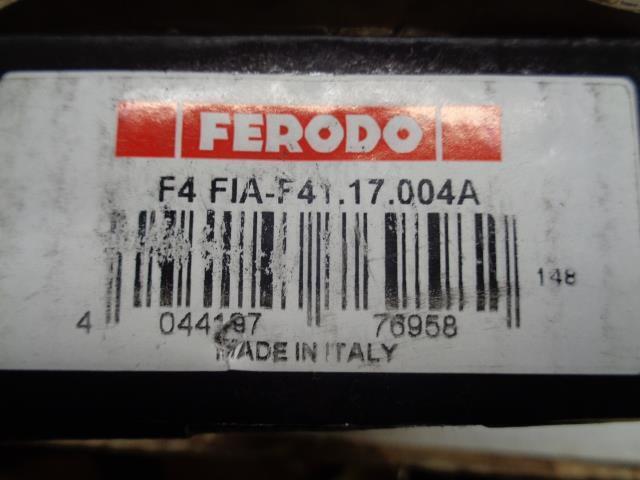 FERODO
F4 FIA-F41.17.004A
148
4 044197 76958
MADE IN ITALY